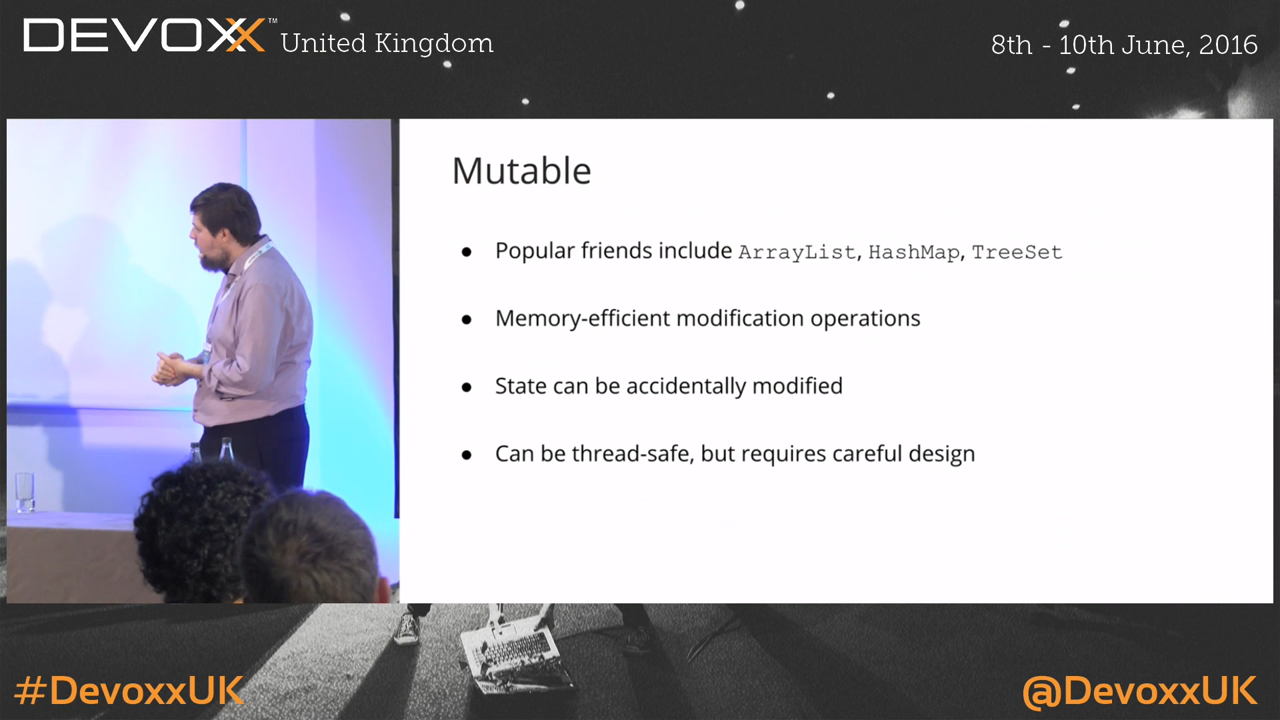 DEVOXX™ United Kingdom
8th - 10th June, 2016
Mutable
● Popular friends include ArrayList, HashMap, TreeSet
● Memory-efficient modification operations
● State can be accidentally modified
● Can be thread-safe, but requires careful design
#DevoxxUK
@DevoxxUK